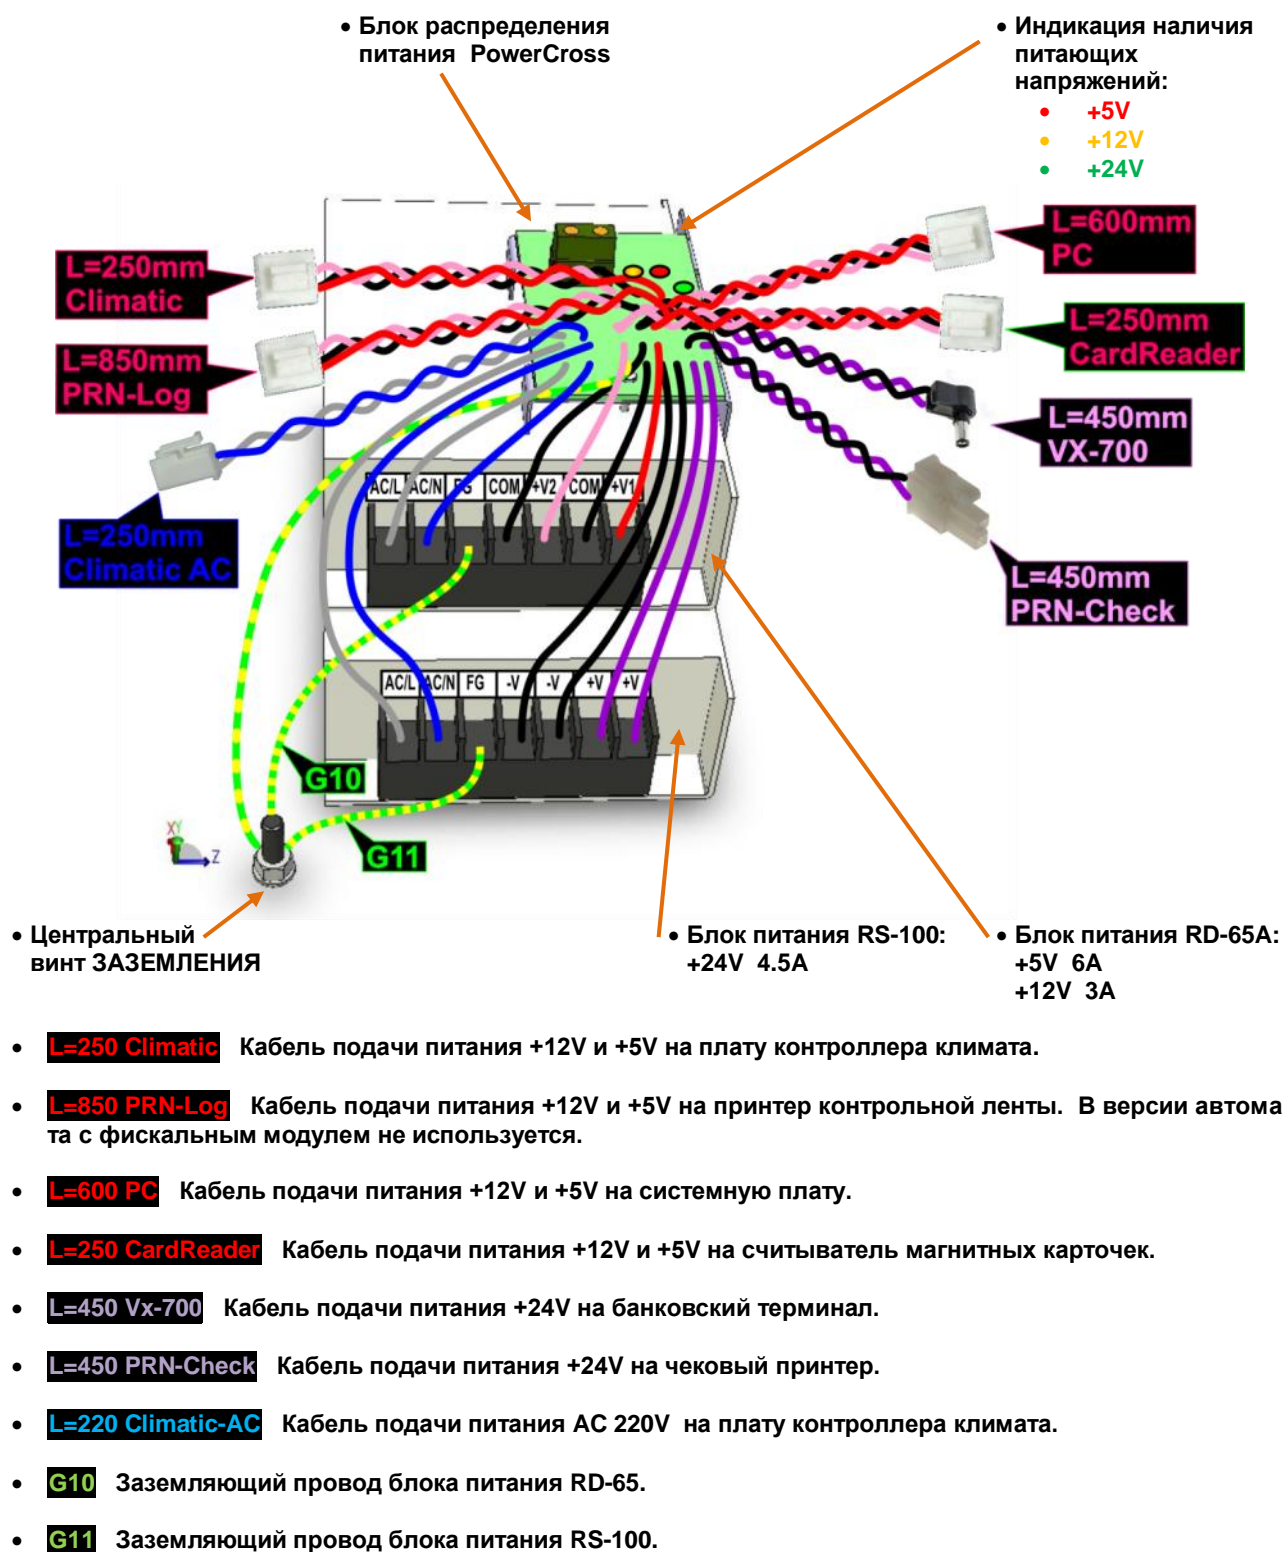 • Блок распределения
питания PowerCross
• Индикация наличия
питающих
напряжений:
• +5V
• +12V
• +24V
L=250mm
Climatic
L=850mm
PRN-Log
L=250mm
Climatic AC
L=600mm
PC
L=250mm
CardReader
L=450mm
VX-700
L=450mm
PRN-Check
AC/L AC/N FG COM +V2 COM +V1
AC/L AC/N FG -V -V +V +V
G10
G11
XY
Z
• Центральный
винт ЗАЗЕМЛЕНИЯ
• Блок питания RS-100:
+24V 4.5A
• Блок питания RD-65A:
+5V 6A
+12V 3A
• L=250 Climatic Кабель подачи питания +12V и +5V на плату контроллера климата.
• L=850 PRN-Log Кабель подачи питания +12V и +5V на принтер контрольной ленты. В версии автома
та с фискальным модулем не используется.
• L=600 PC Кабель подачи питания +12V и +5V на системную плату.
• L=250 CardReader Кабель подачи питания +12V и +5V на считыватель магнитных карточек.
• L=450 Vx-700 Кабель подачи питания +24V на банковский терминал.
• L=450 PRN-Check Кабель подачи питания +24V на чековый принтер.
• L=220 Climatic-AC Кабель подачи питания AC 220V на плату контроллера климата.
• G10 Заземляющий провод блока питания RD-65.
• G11 Заземляющий провод блока питания RS-100.